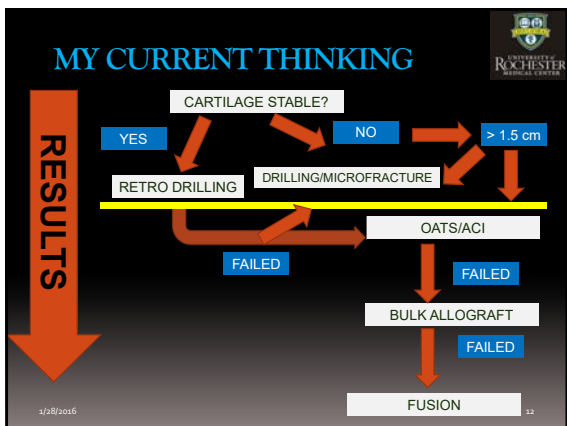 MY CURRENT THINKING
UNIVERSITY of
ROCHESTER
MEDICAL CENTER
CARTILAGE STABLE?
YES
NO
> 1.5 cm
RESULTS
RETRO DRILLING
DRILLING/MICROFRACTURE
OATS/ACI
FAILED
FAILED
BULK ALLOGRAFT
FAILED
FUSION
1/28/2016
12